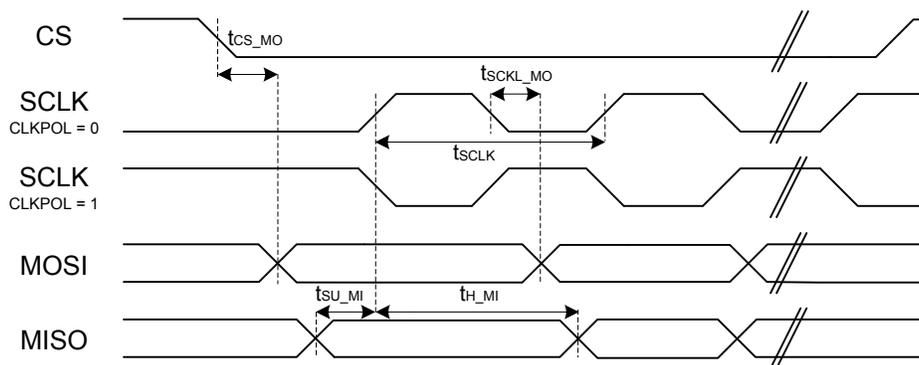 CS
tCS_MO
SCLK
CLKPOL = 0
tSCKL_MO
tSCLK
SCLK
CLKPOL = 1
MOSI
tSU_MI
tH_MI
MISO